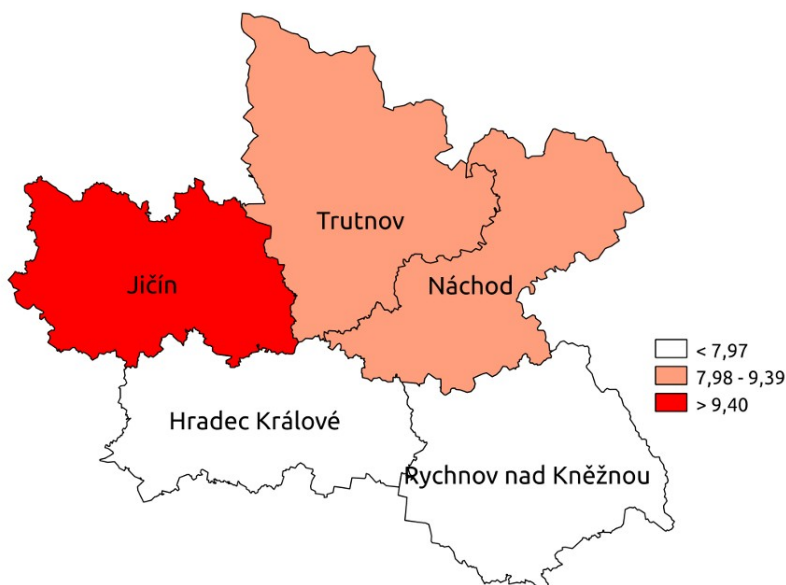 Trutnov
Jičín
Náchod
< 7,97
7,98 - 9,39
> 9,40
Hradec Králové
Rychnov nad Kněžnou